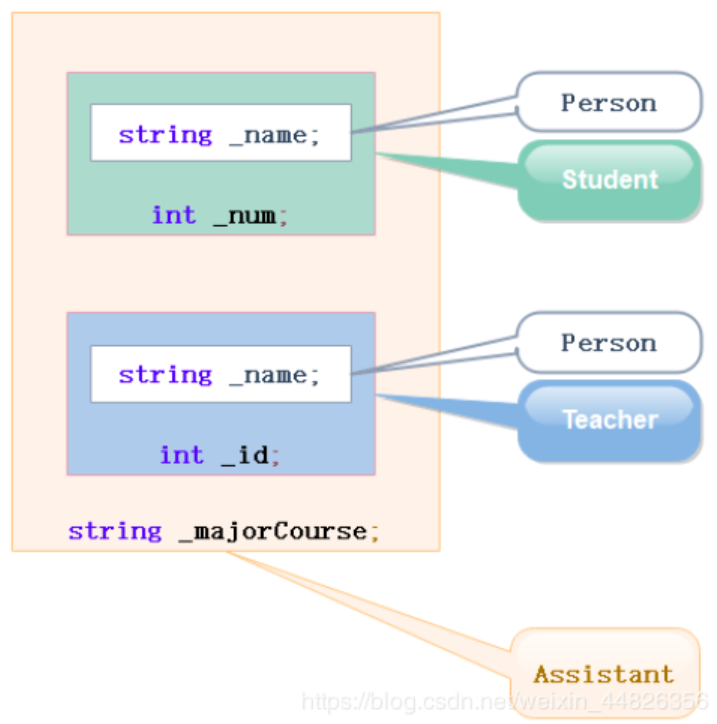 string _name;
Person
Student
int _num;
string _name;
Person
Teacher
int _id;
string _majorCourse;
Assistant
https://blog.csdn.net/weixin_44826356